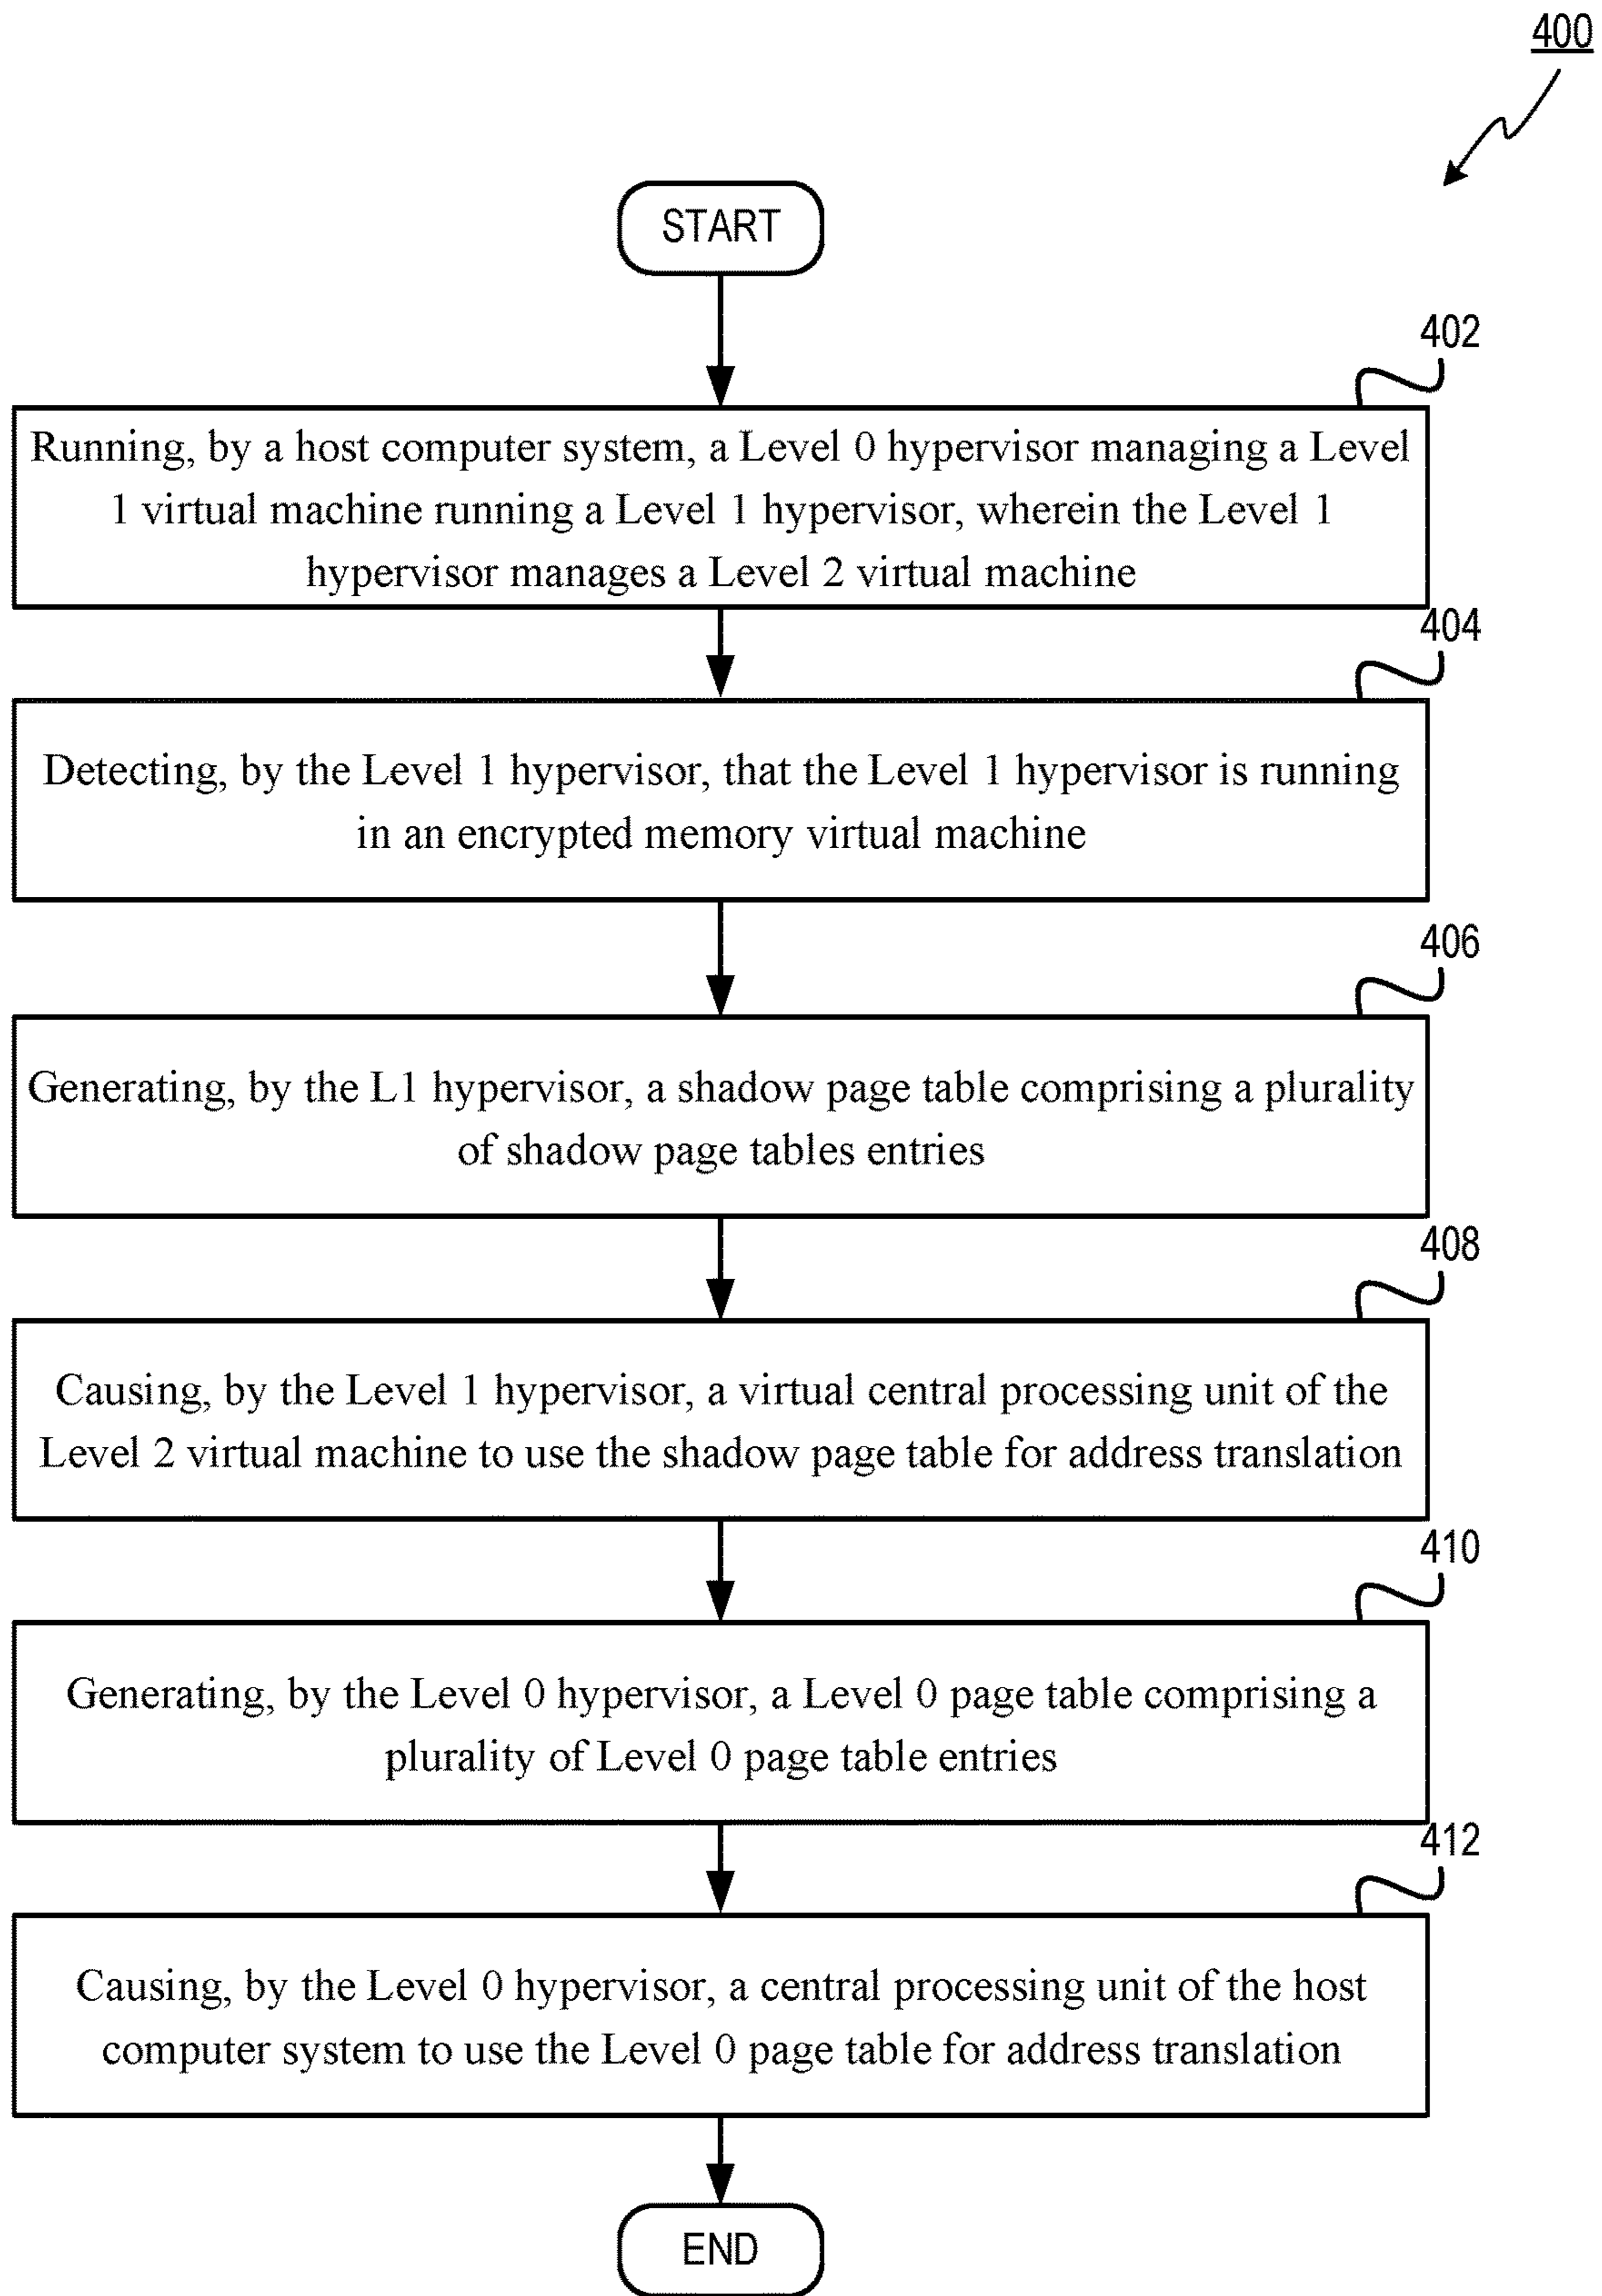 400
START
402
Running, by a host computer system, a Level 0 hypervisor managing a Level
1 virtual machine running a Level 1 hypervisor, wherein the Level 1
hypervisor manages a Level 2 virtual machine
404
Detecting, by the Level 1 hypervisor, that the Level 1 hypervisor is running
in an encrypted memory virtual machine
406
Generating, by the L1 hypervisor, a shadow page table comprising a plurality
of shadow page tables entries
408
Causing, by the Level 1 hypervisor, a virtual central processing unit of the
Level 2 virtual machine to use the shadow page table for address translation
410
Generating, by the Level 0 hypervisor, a Level 0 page table comprising a
plurality of Level 0 page table entries
412
Causing, by the Level 0 hypervisor, a central processing unit of the host
computer system to use the Level 0 page table for address translation
END